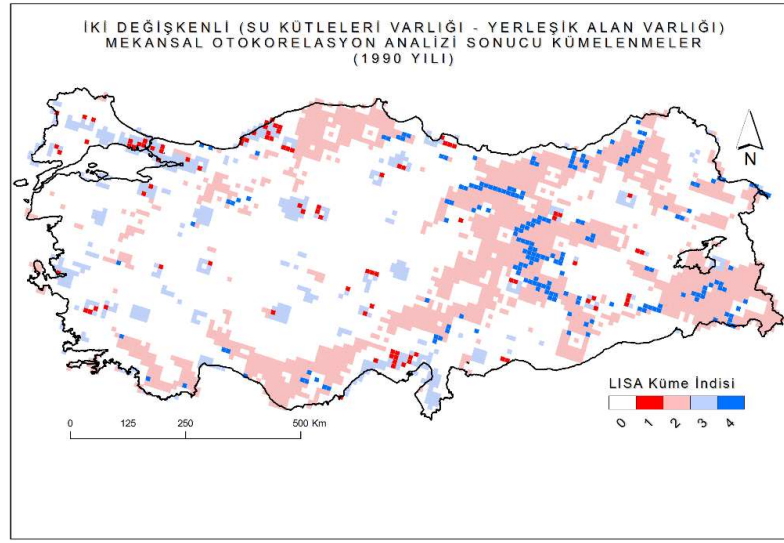 İKİ DEĞİŞKENLİ (SU KÜTLELERİ VARLIĞI - YERLEŞİK ALAN VARLIĞI)
MEKANSAL OTOKORELASYON ANALİZİ SONUCU KÜMELENMELER
(1990 YILI)
N
LISA Küme İndisi
0 1 2 3 4
0 125 250 500 Km